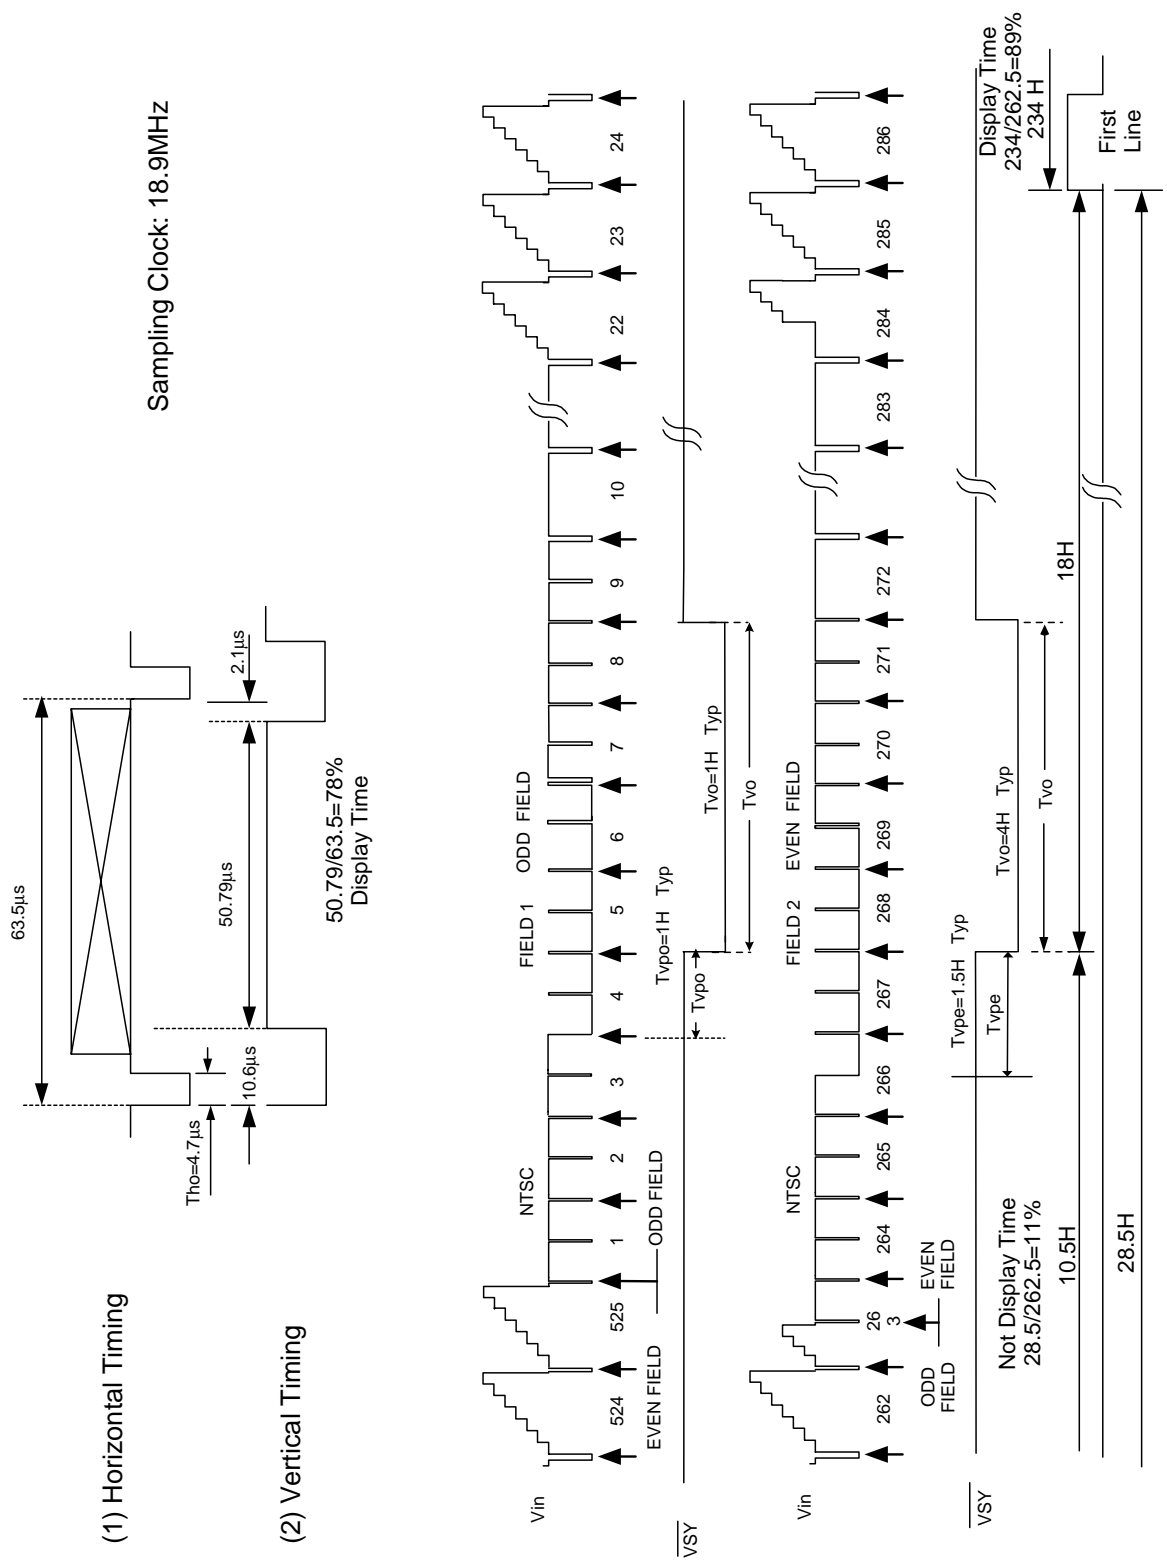 Sampling Clock: 18.9MHz
(1) Horizontal Timing
63.5µs
Tho=4.7µs
10.6µs
50.79µs
2.1µs
50.79/63.5=78%
Display Time
(2) Vertical Timing
NTSC
FIELD 1
ODD FIELD
Vin
524
525
1
2
3
4
5
6
7
8
9
10
22
23
24
EVEN FIELD
ODD FIELD
Tvpo=1H Typ
Tvpo
Tvo=1H Typ
Tvo
VSY
NTSC
FIELD 2
EVEN FIELD
Vin
262
26
3
264
265
266
267
268
269
270
271
272
283
284
285
286
ODD
FIELD
EVEN
FIELD
Tvpe=1.5H Typ
Tvpe
Tvo=4H Typ
Tvo
VSY
Display Time
234/262.5=89%
234 H
Not Display Time
28.5/262.5=11%
10.5H
18H
First
Line
28.5H